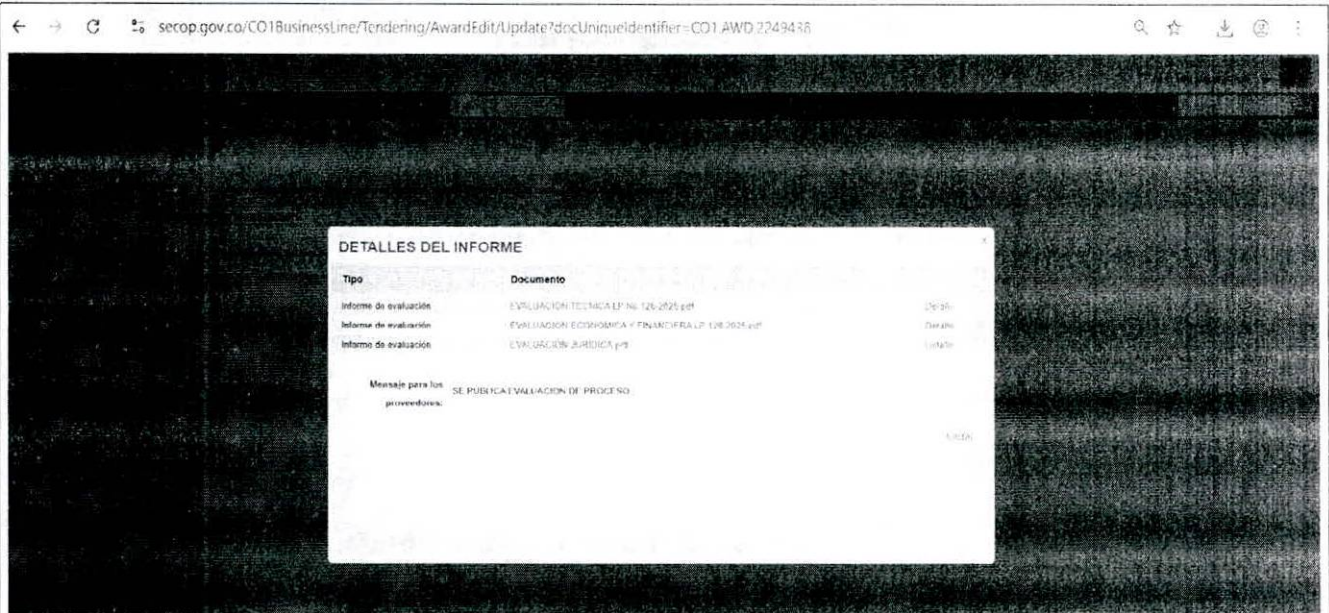 secop.gov.co/CO1BusinessLine/Tendering/AwardEdit/Update?docUniqueIdentifier=CO1.AWD.2249438
DETALLES DEL INFORME
Tipo Documento
Informe de evaluación EVALUACION TECNICA LP No. 126-2025.pdf Detalle
Informe de evaluación EVALUACION ECONOMICA Y FINANCIERA LP 126-2025.pdf Detalle
Informe de evaluación EVALUACIÓN JURIDICA.pdf Detalle
Mensaje para los SE PUBLICA EVALUACION DE PROCESO
proveedores: